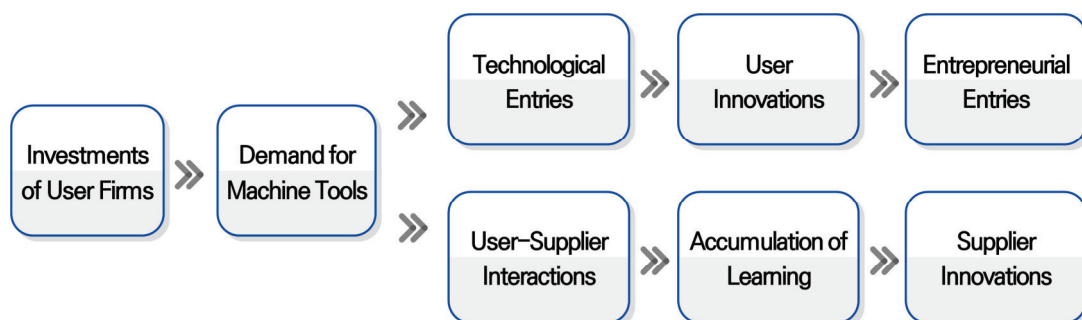 Investments
of User Firms
Demand for
Machine Tools
Technological
Entries
User
Innovations
Entrepreneurial
Entries
User-Supplier
Interactions
Accumulation of
Learning
Supplier
Innovations